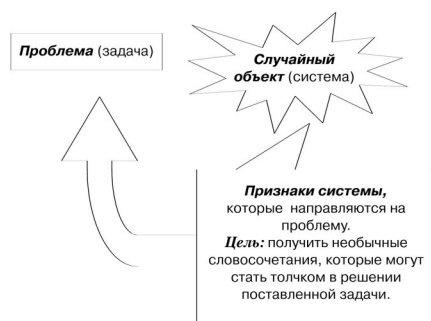 Проблема (задача)
Случайный
объект (система)
Признаки системы,
которые направляются на
проблему.
Цель: получить необычные
словосочетания, которые могут
стать толчком в решении
поставленной задачи.